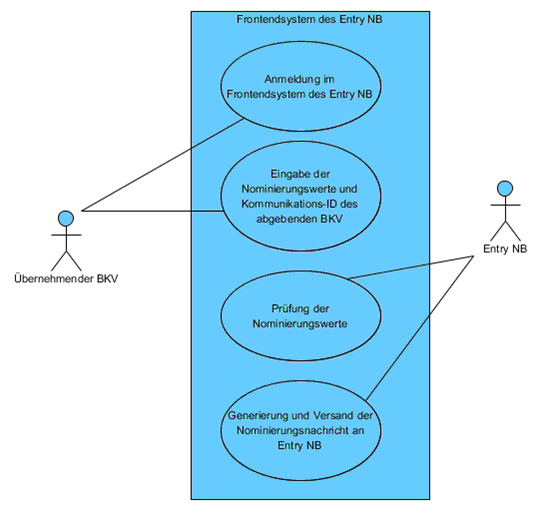 Frontendsystem des Entry NB
Anmeldung im
Frontendsystem des Entry NB
Eingabe der
Nominierungswerte und
Kommunikations-ID des
abgebenden BKV
Übernehmender BKV
Entry NB
Prüfung der
Nominierungswerte
Generierung und Versand der
Nominierungsnachricht an
Entry NB